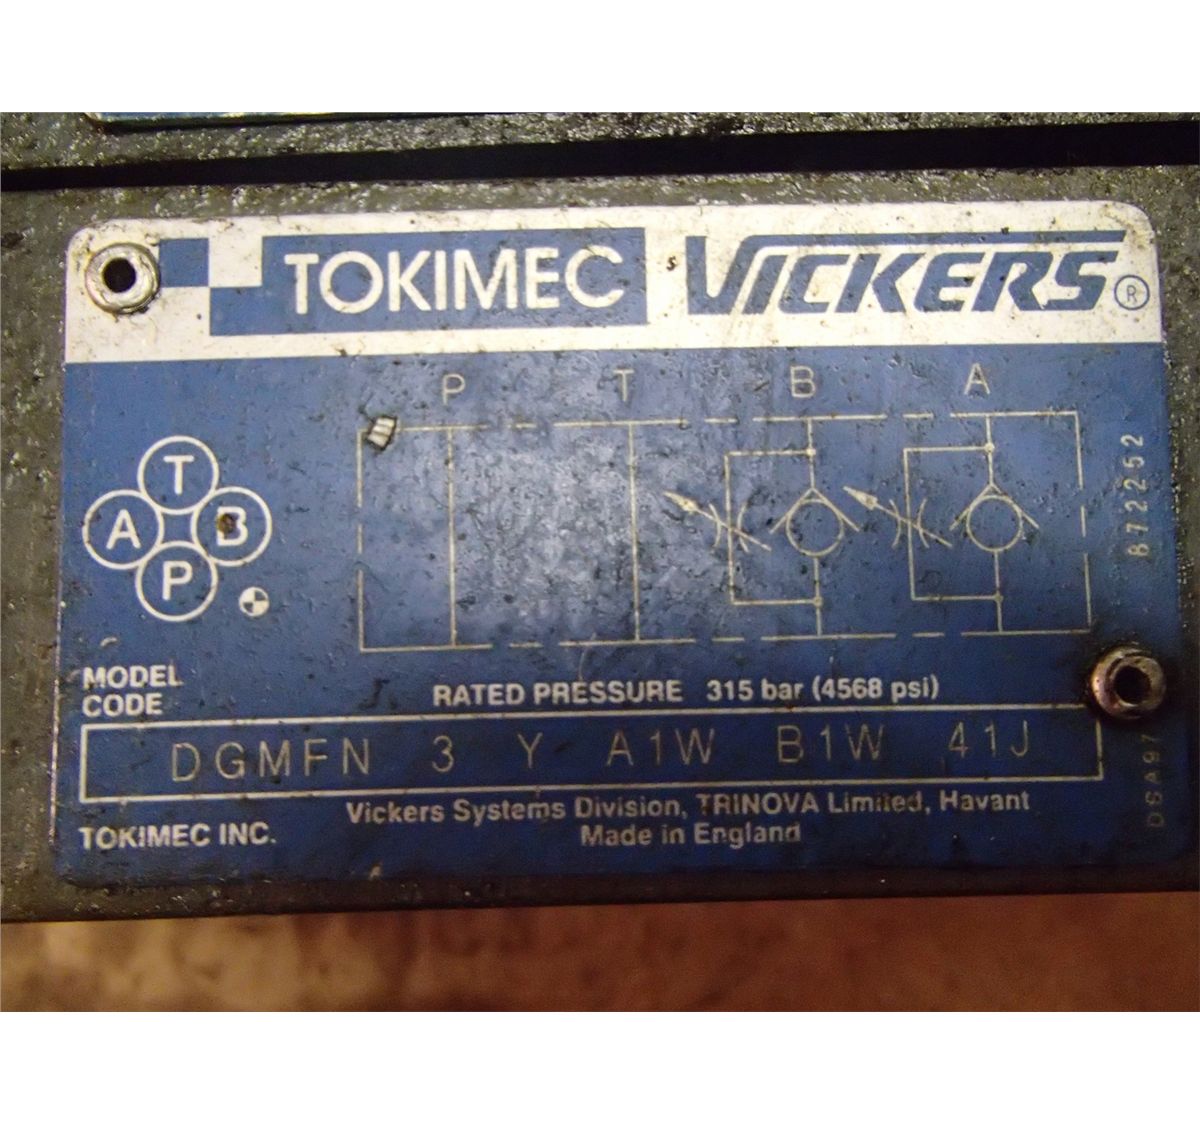 TOKIMEC VICKERS®
P T B A
T
A B
P
872252
MODEL
CODE
RATED PRESSURE 315 bar (4568 psi)
DGMFN 3 Y A1W B1W 41J
Vickers Systems Division, TRINOVA Limited, Havant
TOKIMEC INC.
Made in England